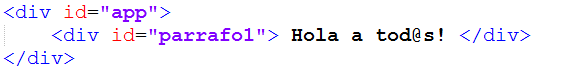 <div id="app">
<div id="parrafo1"> Hola a tod@s! </div>
</div>